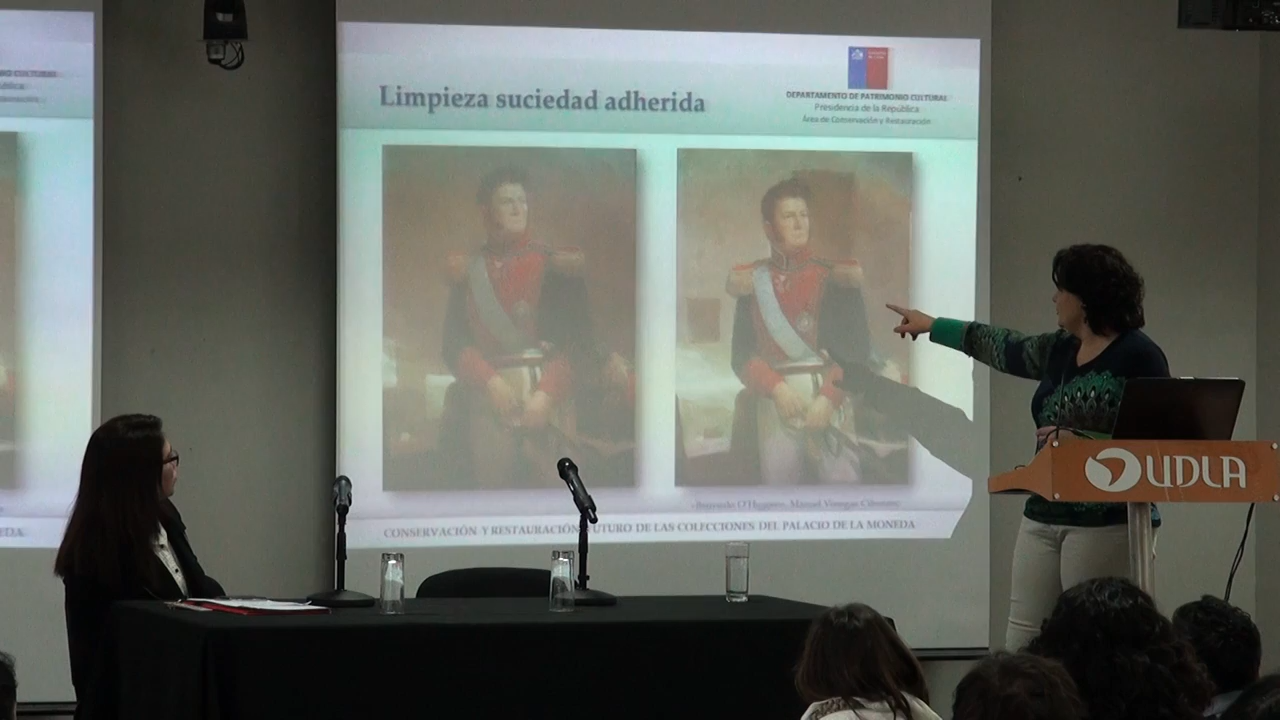 Limpieza suciedad adherida
DEPARTAMENTO DE PATRIMONIO CULTURAL
Presidencia de la República
Área de Conservación y Restauración
CONSERVACIÓN Y RESTAURACIÓN FUTURO DE LAS COLECCIONES DEL PALACIO DE LA MONEDA
UDLA